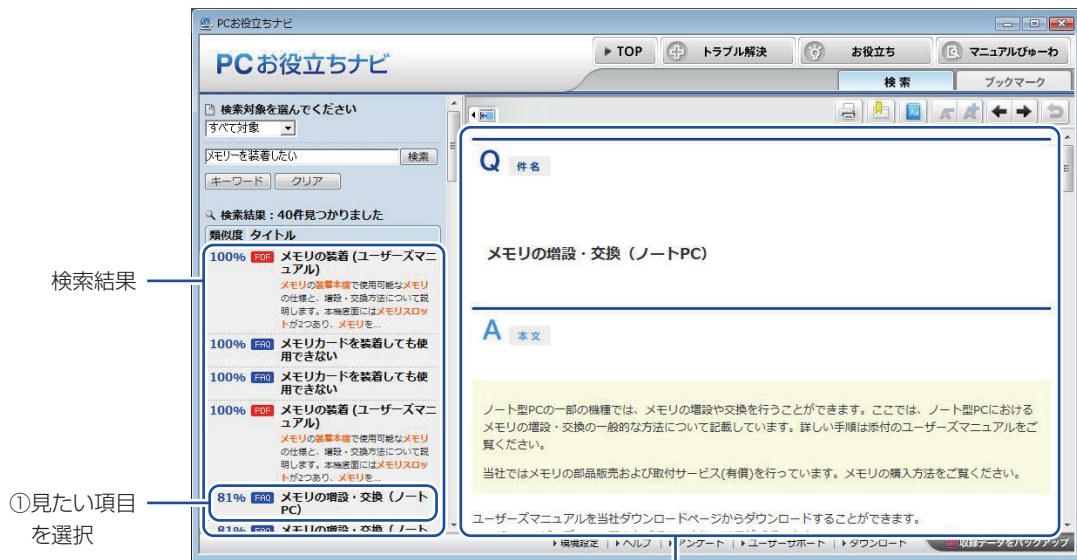 PCお役立ちナビ
PCお役立ちナビ
TOP
トラブル解決
お役立ち
マニュアルびゅーわ
検索
ブックマーク
検索対象を選んでください
すべて対象
メモリーを装着したい
検索
キーワード
クリア
検索結果：40件見つかりました
類似度 タイトル
100% PDF メモリの装着 (ユーザーズマニ
ュアル)
メモリの装着本機で使用可能なメモリ
の仕様と、増設・交換方法について説
明します。本機底面にはメモリスロッ
トが2つあり、メモリを...
100% FAQ メモリカードを装着しても使
用できない
100% FAQ メモリカードを装着しても使
用できない
100% PDF メモリの装着 (ユーザーズマニ
ュアル)
メモリの装着本機で使用可能なメモリ
の仕様と、増設・交換方法について説
明します。本機底面にはメモリスロッ
トが2つあり、メモリを...
81% FAQ メモリの増設・交換（ノート
PC）
81% FAQ メモリの増設・交換（ノート
検索結果
①見たい項目
を選択
Q 件名
メモリの増設・交換（ノートPC）
A 本文
ノート型PCの一部の機種では、メモリの増設や交換を行うことができます。ここでは、ノート型PCにおける
メモリの増設・交換の一般的な方法について記載しています。詳しい手順は添付のユーザーズマニュアルをご
覧ください。
当社ではメモリの部品販売および取付サービス(有償)を行っています。メモリの購入方法をご覧ください。
ユーザーズマニュアルを当社ダウンロードページからダウンロードすることができます。
環境設定
ヘルプ
アンケート
ユーザーサポート
ダウンロード
収録データをバックアップ